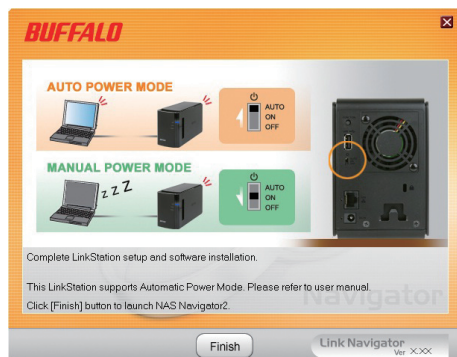 BUFFALO
AUTO POWER MODE
AUTO
ON
OFF
MANUAL POWER MODE
zzZ
AUTO
ON
OFF
Complete LinkStation setup and software installation.
This LinkStation supports Automatic Power Mode. Please refer to user manual.
Click [Finish] button to launch NAS Navigator2.
Navigator
Finish
Link Navigator
Ver X.XX